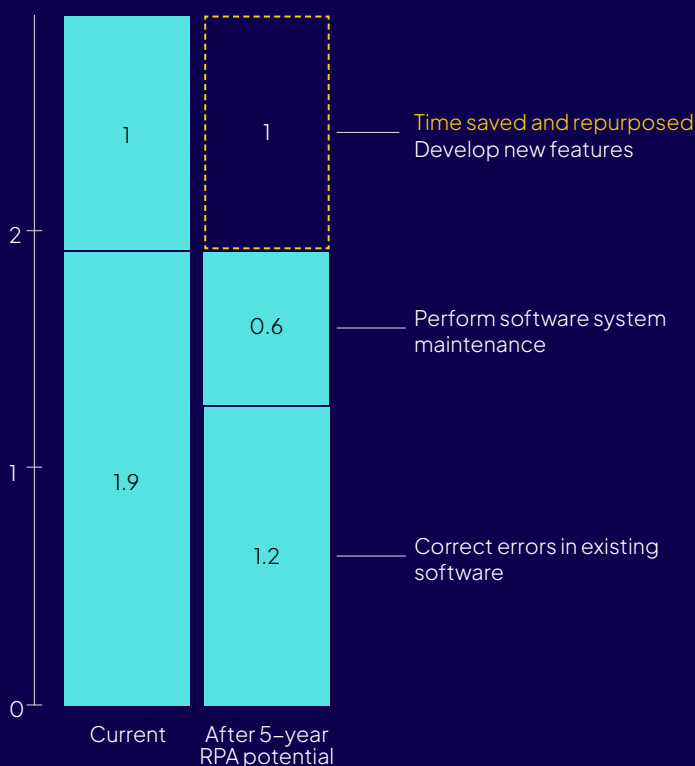 1
1
Time saved and repurposed
Develop new features
2
0.6
Perform software system
maintenance
1
1.9
1.2
Correct errors in existing
software
0
Current
After 5–year
RPA potential